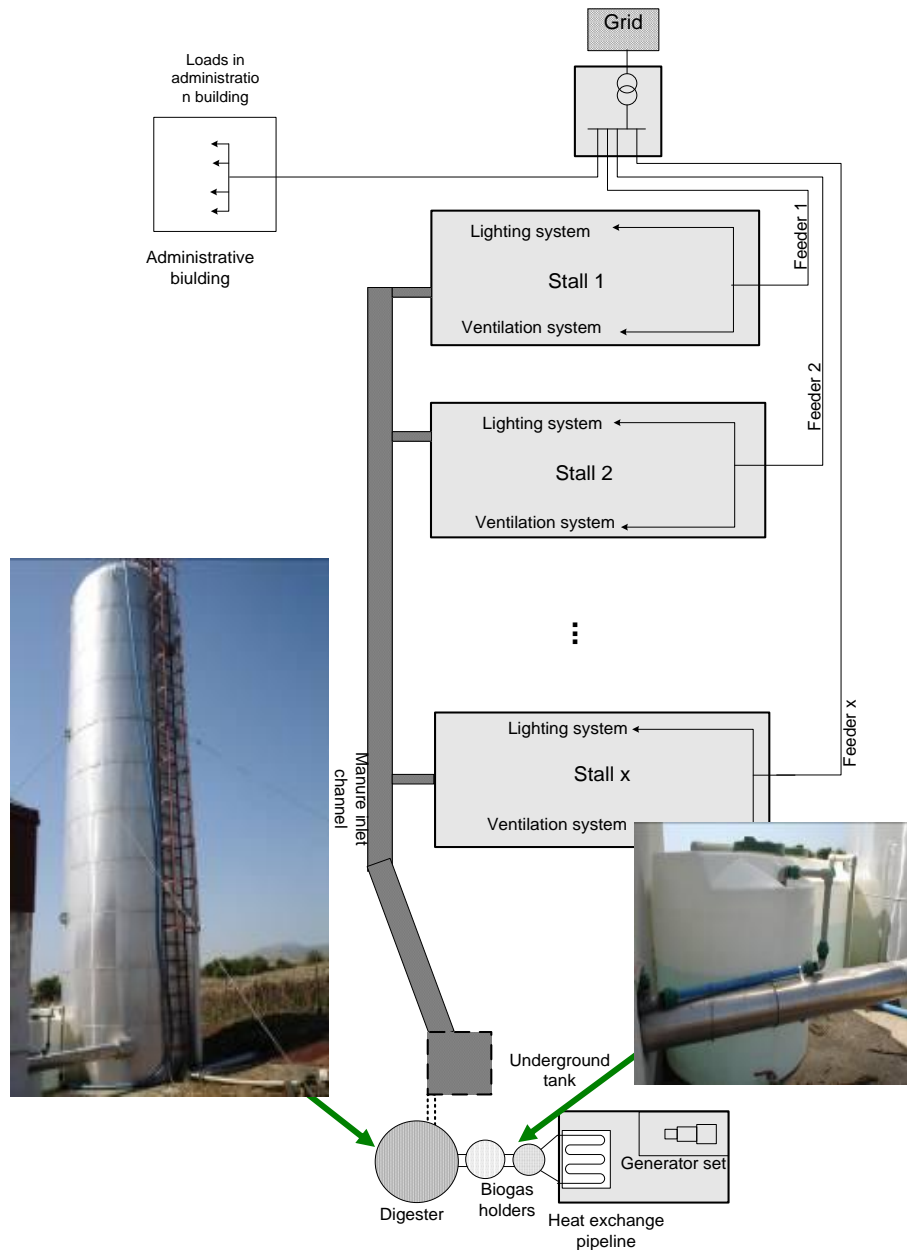 Grid
Loads in
administratio
n building
Administrative
biulding
Feeder 1
Lighting system
Stall 1
Ventilation system
Feeder 2
Lighting system
Stall 2
Ventilation system
...
Feeder x
Lighting system
Stall x
Ventilation system
Manure inlet
channel
Underground
tank
Generator set
Digester
Biogas
holders
Heat exchange
pipeline